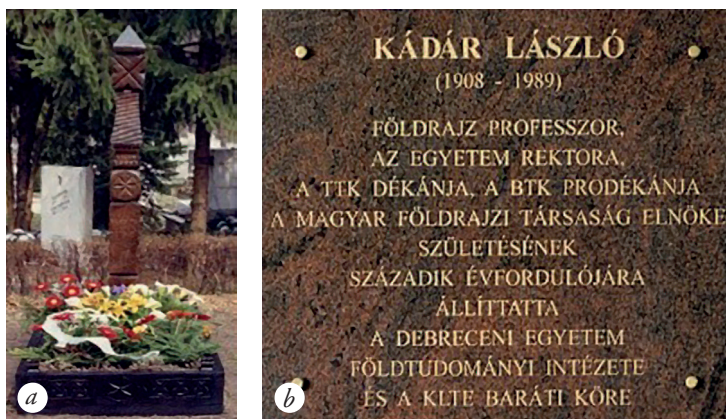 a
KÁDÁR LÁSZLÓ
(1908 - 1989)
FÖLDRAJZ PROFESSZOR,
AZ EGYETEM REKTORA,
A TTK DÉKÁNJA, A BTK PRODÉKÁNJA
A MAGYAR FÖLDRAJZI TÁRSASÁG ELNÖKE
SZÜLETÉSÉNEK
SZÁZADIK ÉVFORDULÓJÁRA
ÁLLÍTTATTA
A DEBRECENI EGYETEM
FÖLDTUDOMÁNYI INTÉZETE
ÉS A KLTE BARÁTI KÖRE
b